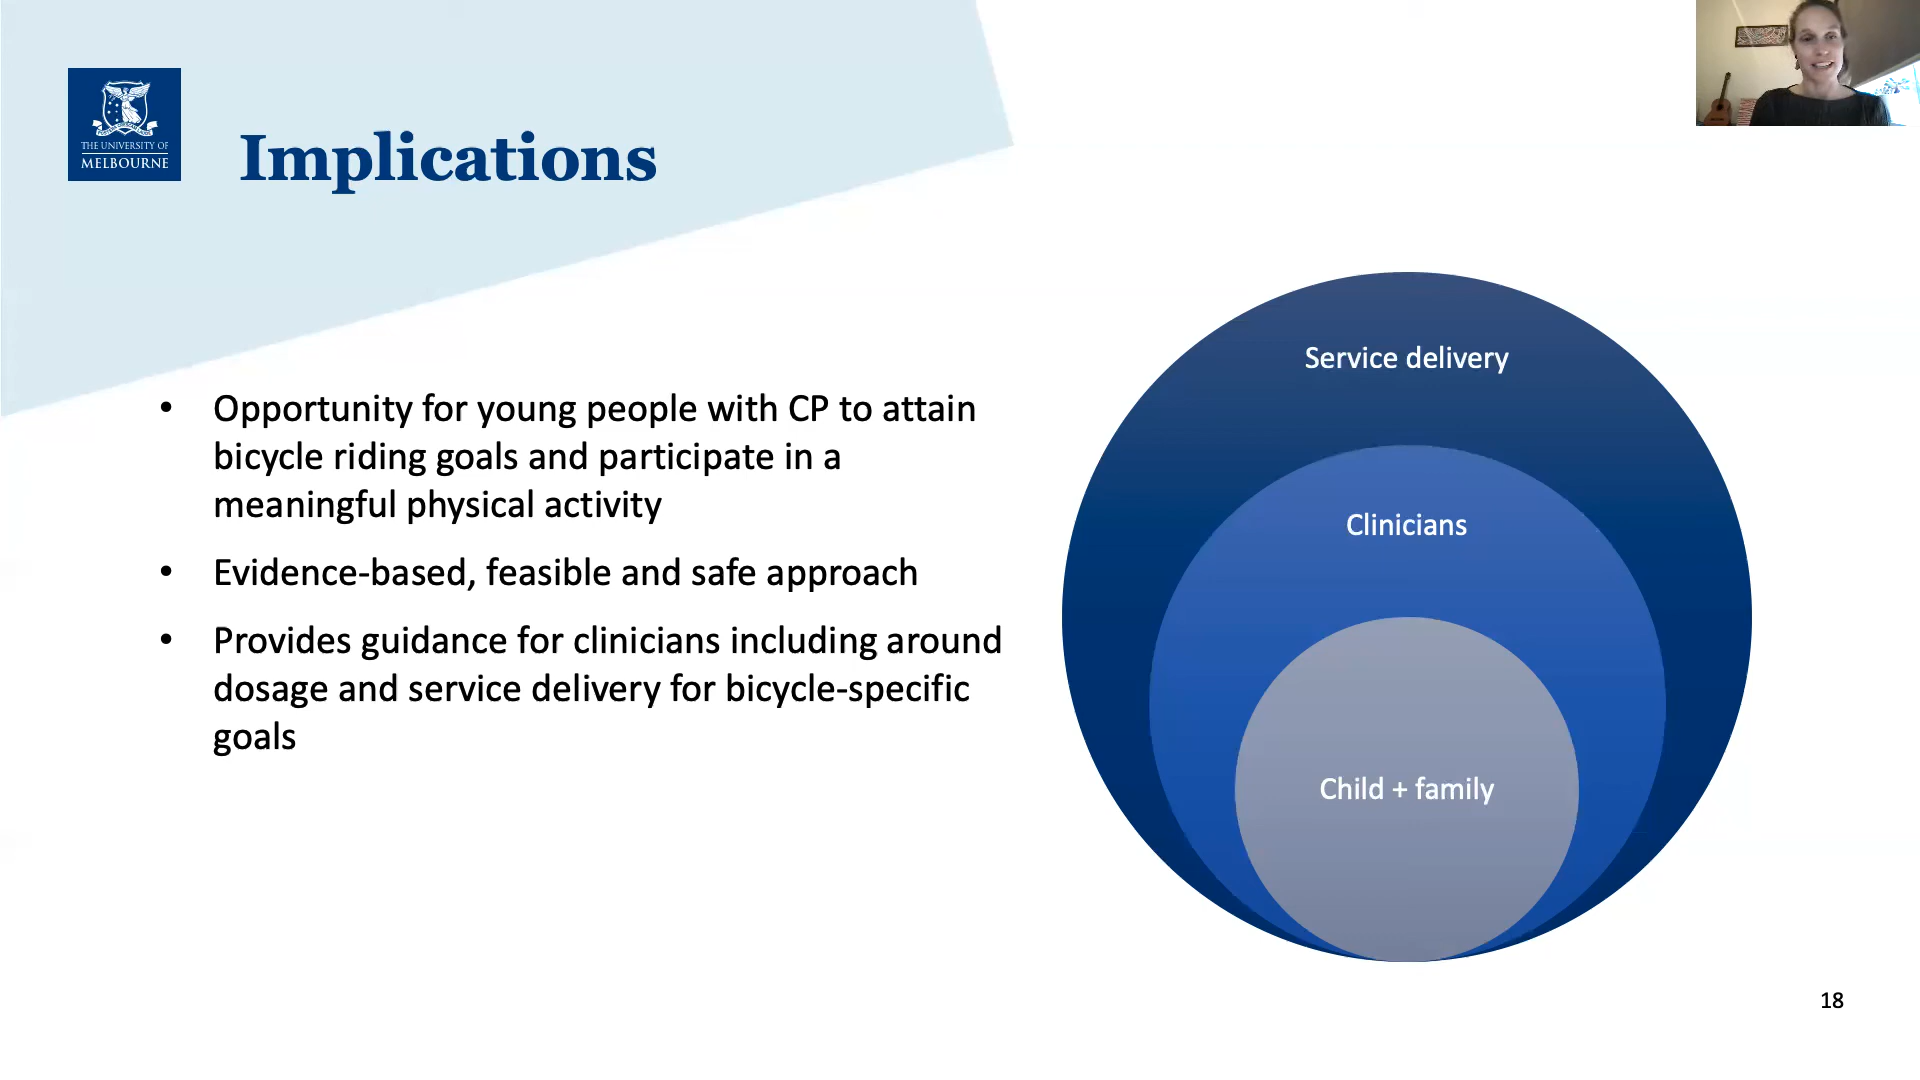 THE UNIVERSITY OF
MELBOURNE
Implications
• Opportunity for young people with CP to attain
bicycle riding goals and participate in a
meaningful physical activity
• Evidence-based, feasible and safe approach
• Provides guidance for clinicians including around
dosage and service delivery for bicycle-specific
goals
Service delivery
Clinicians
Child + family
18